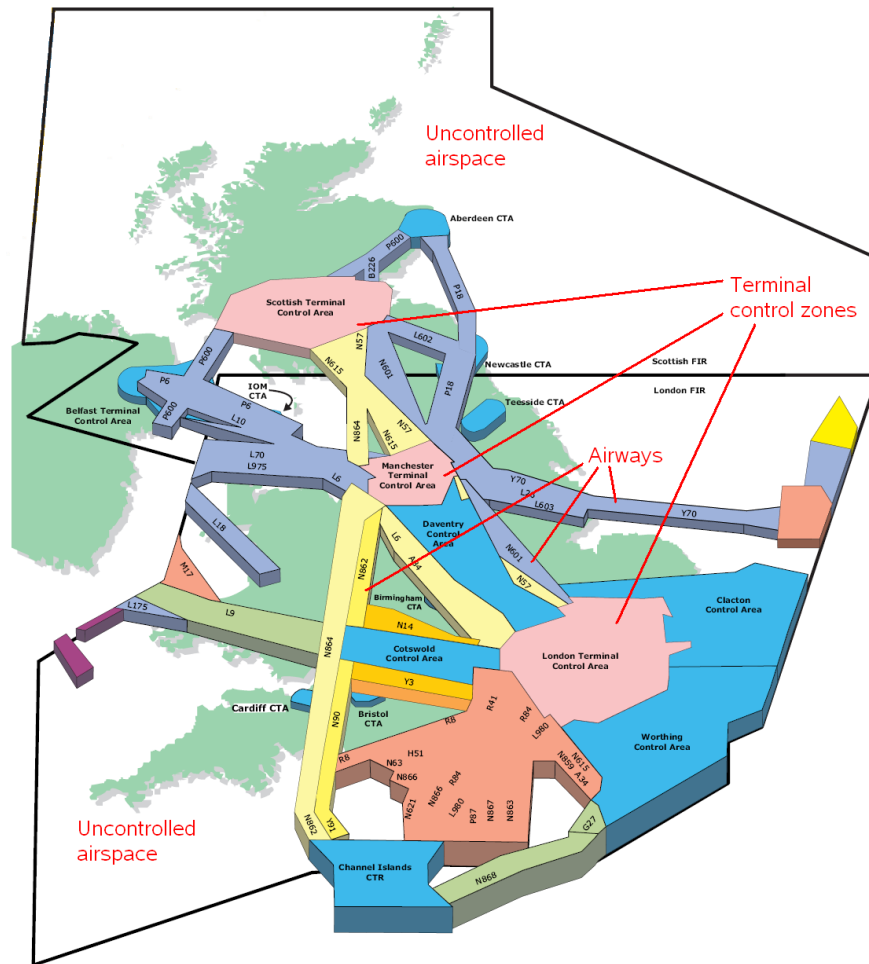 Uncontrolled
airspace
Aberdeen CTA
P600
B226
P18
Terminal
control zones
Scottish Terminal
Control Area
N57
L602
P600
N615
N601
Newcastle CTA
Scottish FIR
P18
London FIR
P6
IOM
CTA
Teesside CTA
P6
Belfast Terminal
Control Area
P600
L10
N57
N864
N615
L70
L975
L6
Manchester
Terminal
Control Area
Airways
Y70
L26
L603
Y70
L18
Daventry
Control
Area
L6
A34
N601
N862
M17
N57
Birmingham
CTA
Clacton
Control Area
L175
L9
N14
N864
Cotswold
Control Area
London Terminal
Control Area
Y3
R41
Cardiff CTA
Bristol
CTA
N90
R8
R84
L980
Worthing
Control Area
H51
R8
N63
N866
R84
N615
N859
A34
N621
N866
L980
P87
N867
N863
Uncontrolled
airspace
N862
Y91
G27
Channel Islands
CTR
N868